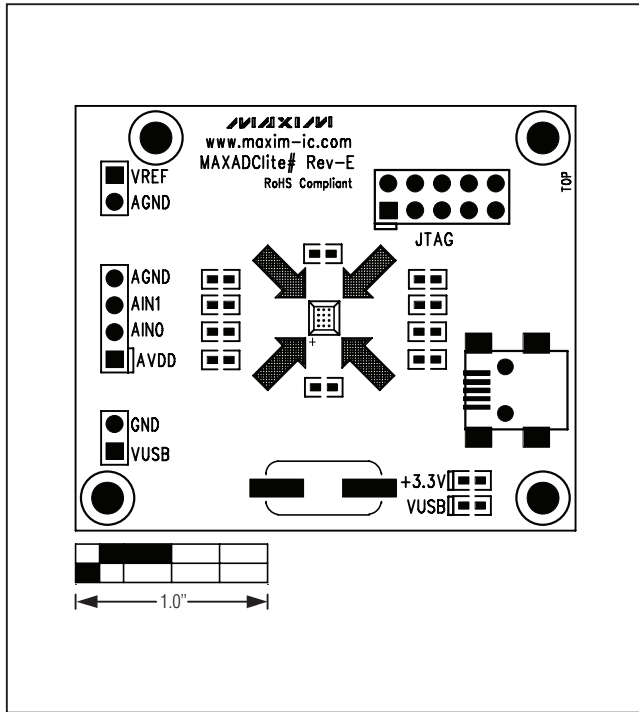 MAXIM
www.maxim-ic.com
MAXADClite# Rev-E
RoHS Compliant
TOP
VREF
AGND
JTAG
AGND
AIN1
AIN0
AVDD
+
GND
VUSB
+3.3V
VUSB
1.0”